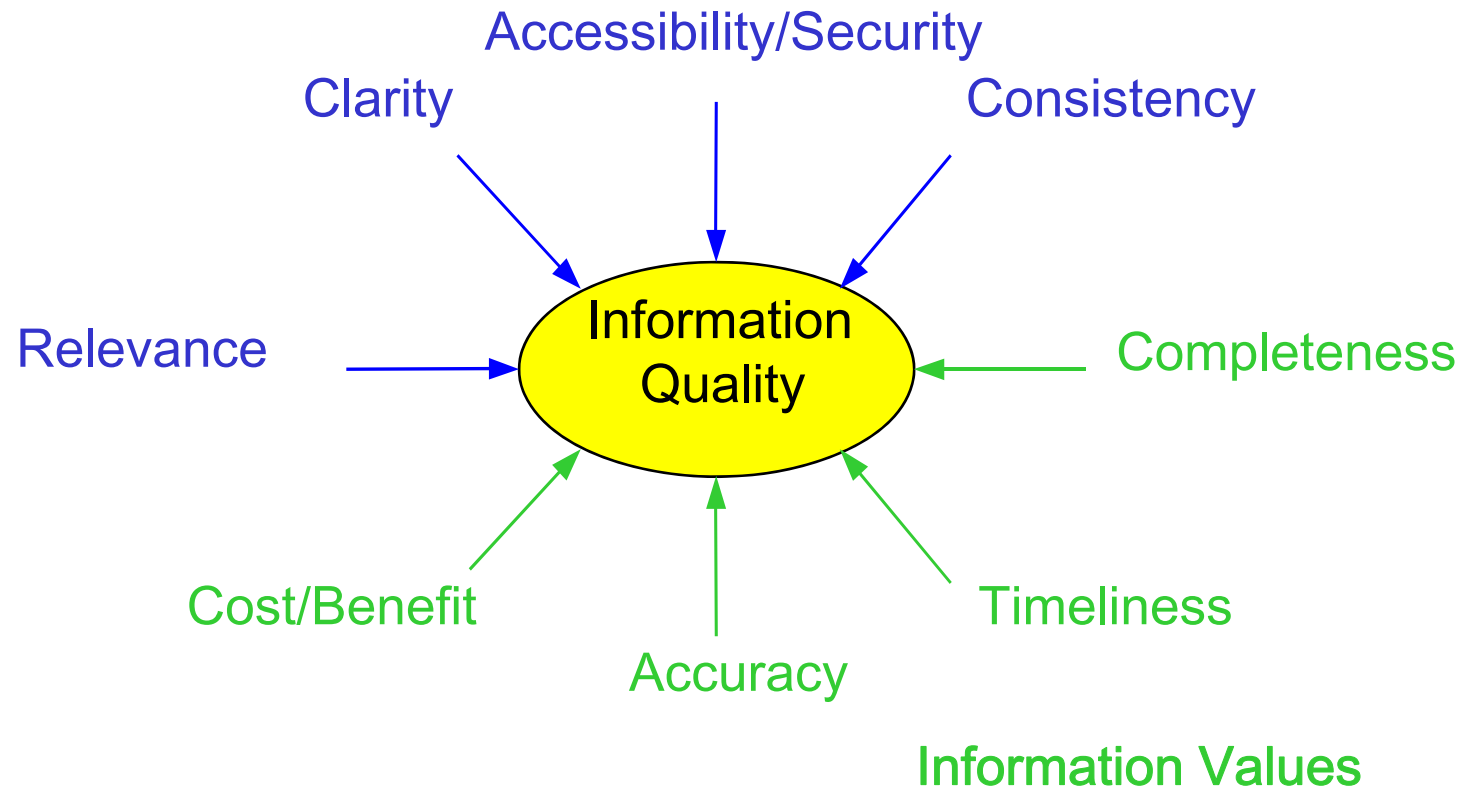 Accessibility/Security
Clarity
Consistency
Relevance
Information
Quality
Completeness
Cost/Benefit
Timeliness
Accuracy
Information Values